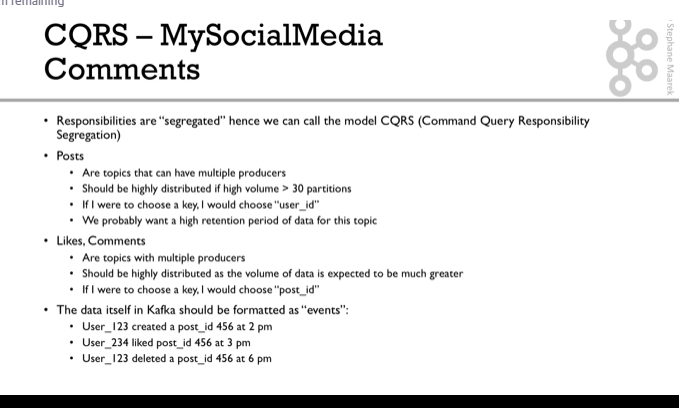 remaining
CQRS – MySocialMedia
Comments
Stephane Maarek
• Responsibilities are “segregated” hence we can call the model CQRS (Command Query Responsibility
Segregation)
• Posts
• Are topics that can have multiple producers
• Should be highly distributed if high volume > 30 partitions
• If I were to choose a key, I would choose “user_id”
• We probably want a high retention period of data for this topic
• Likes, Comments
• Are topics with multiple producers
• Should be highly distributed as the volume of data is expected to be much greater
• If I were to choose a key, I would choose “post_id”
• The data itself in Kafka should be formatted as “events”:
• User_123 created a post_id 456 at 2 pm
• User_234 liked post_id 456 at 3 pm
• User_123 deleted a post_id 456 at 6 pm